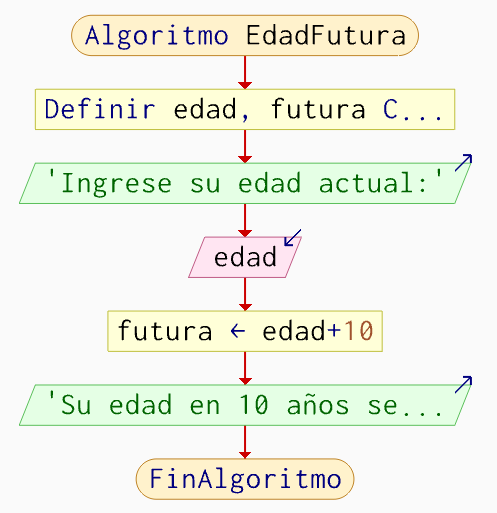 Algoritmo EdadFutura
Definir edad, futura C...
'Ingrese su edad actual:'
edad
futura ← edad+10
'Su edad en 10 años se...
FinAlgoritmo